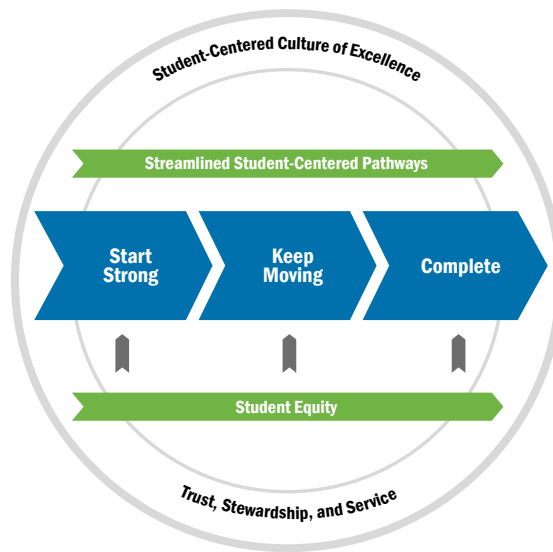 Student-Centered Culture of Excellence
Streamlined Student-Centered Pathways
Start
Strong
Keep
Moving
Complete
Student Equity
Trust, Stewardship, and Service